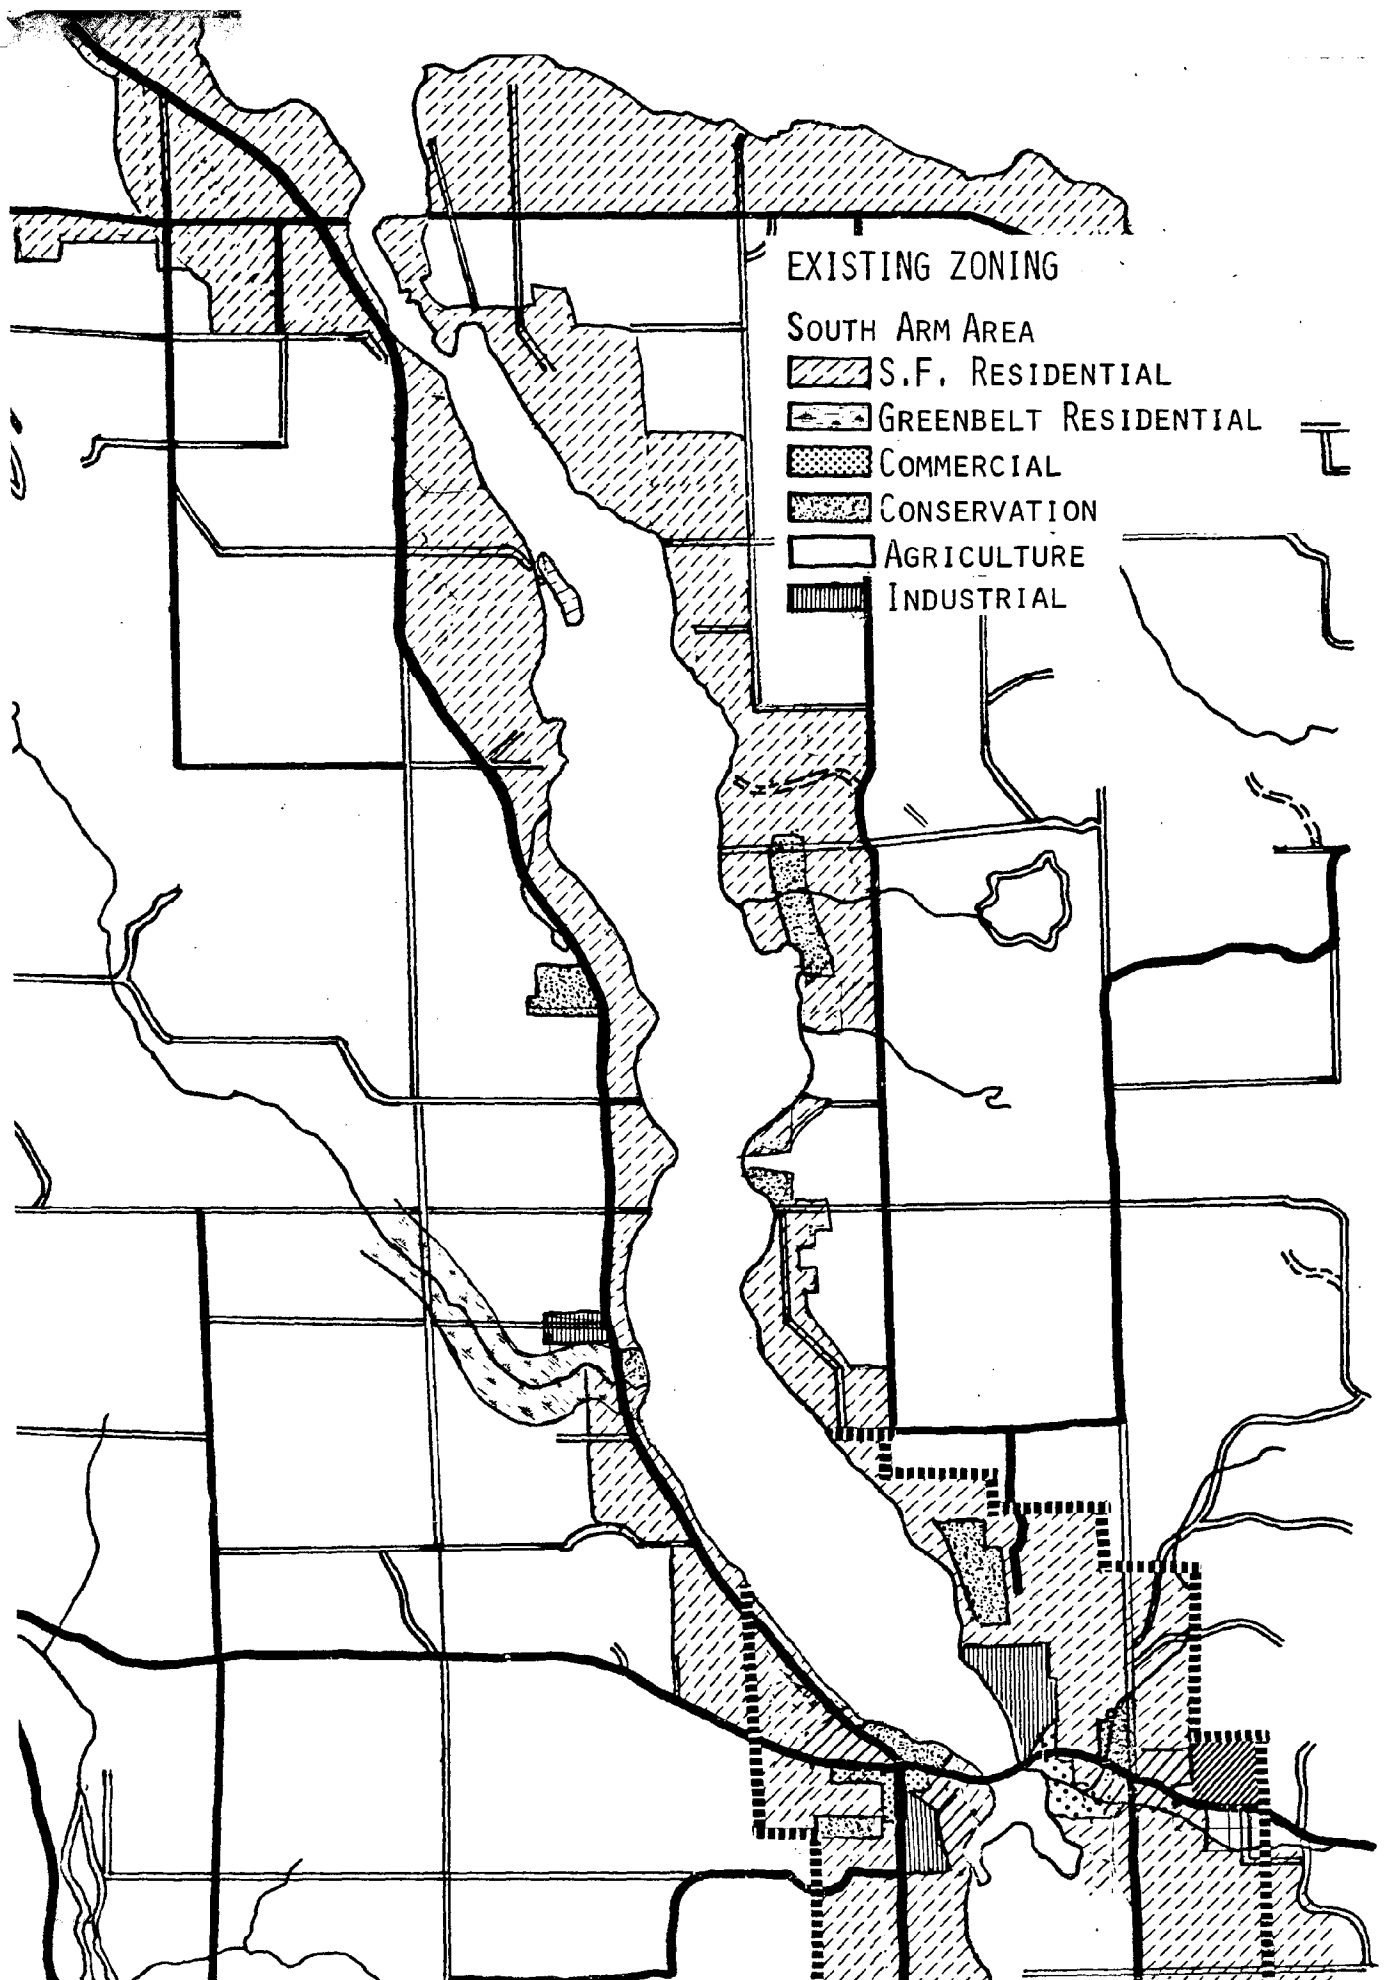 EXISTING ZONING
SOUTH ARM AREA
S.F. RESIDENTIAL
GREENBELT RESIDENTIAL
COMMERCIAL
CONSERVATION
AGRICULTURE
INDUSTRIAL